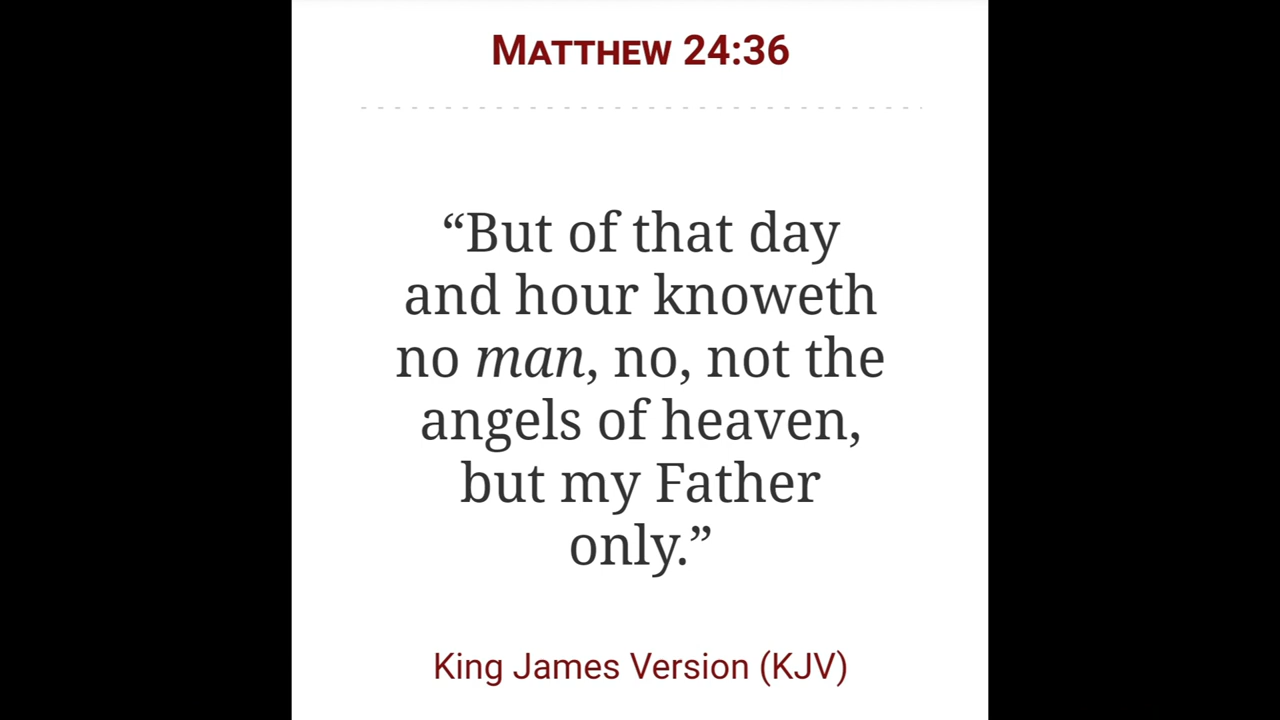 MATTHEW 24:36
“But of that day
and hour knoweth
no man, no, not the
angels of heaven,
but my Father
only.”
King James Version (KJV)